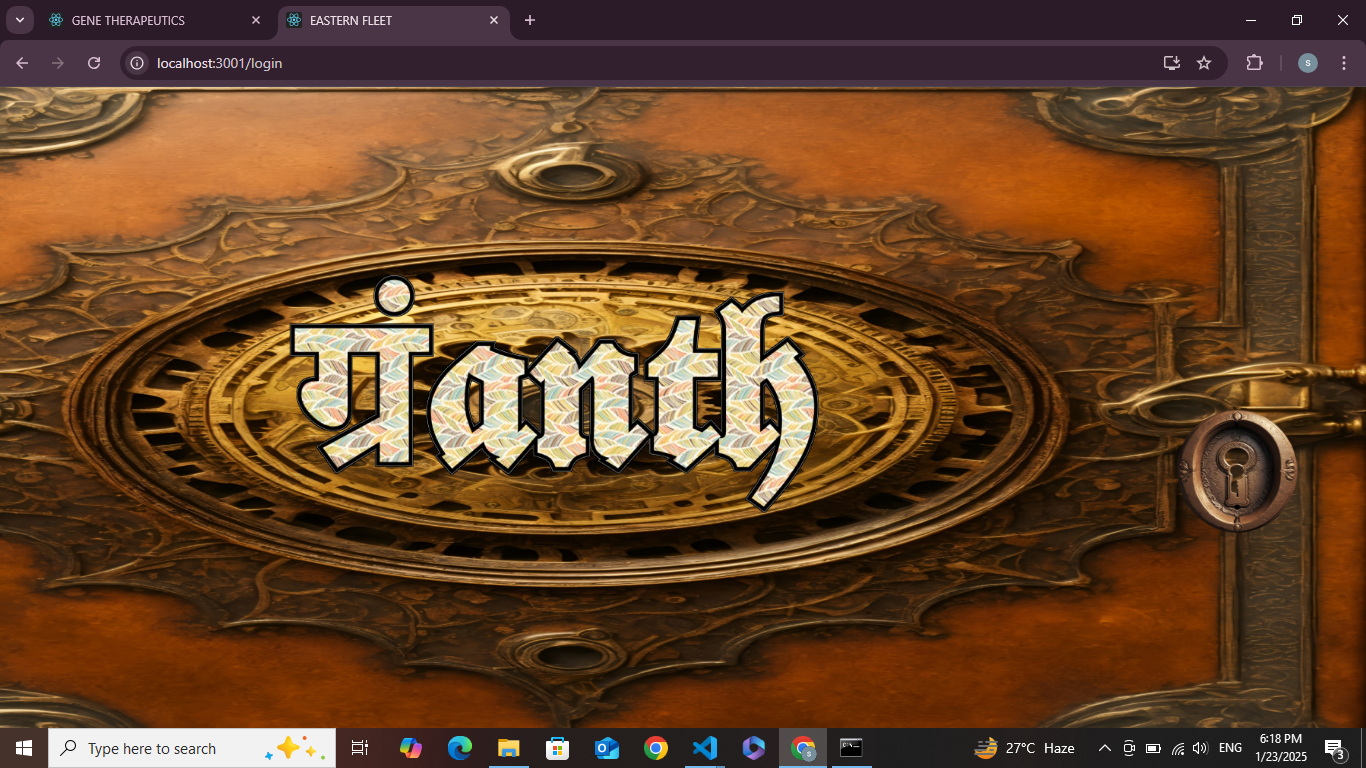 GENE THERAPEUTICS
EASTERN FLEET
localhost:3001/login
s
ग्रंanth
Type here to search
27°C Haze
ENG
6:18 PM
1/23/2025
3